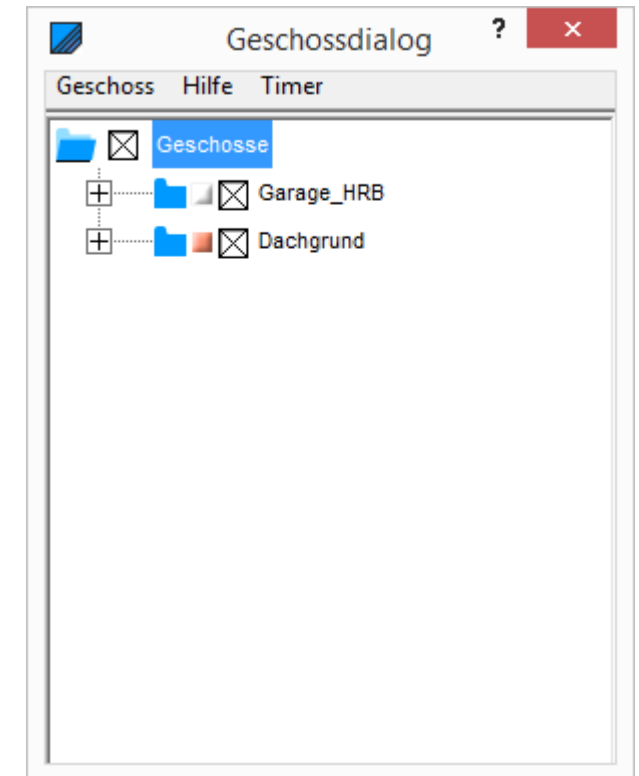 Geschossdialog ? ×
Geschoss Hilfe Timer
Geschosse
Garage_HRB
Dachgrund